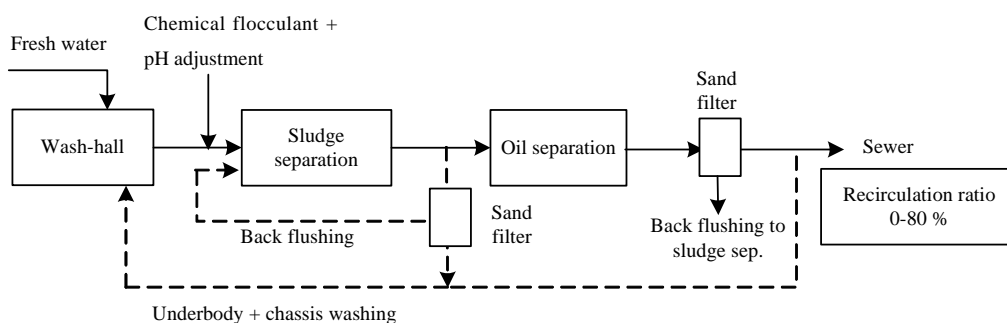 Chemical flocculant +
pH adjustment
Fresh water
Wash-hall
Sludge
separation
Oil separation
Sand
filter
Sewer
Recirculation ratio
0-80 %
Back flushing
Sand
filter
Back flushing to
sludge sep.
Underbody + chassis washing